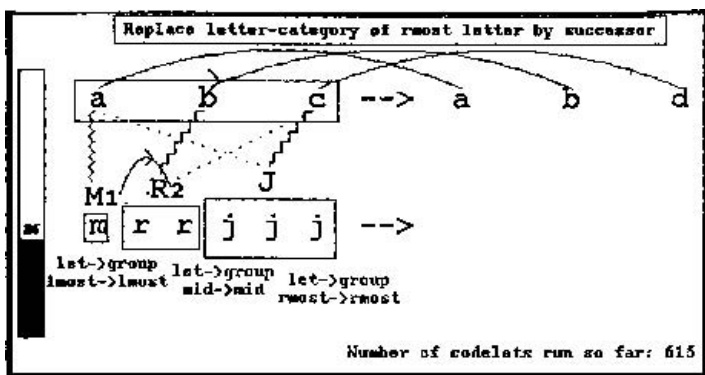 Replace letter-category of rmost letter by successor
a b c --> a b d
M1 R2 J
m r r j j j -->
let->group let->group let->group
lmost->lmost mid->mid rmost->rmost
Number of codelets run so far: 615